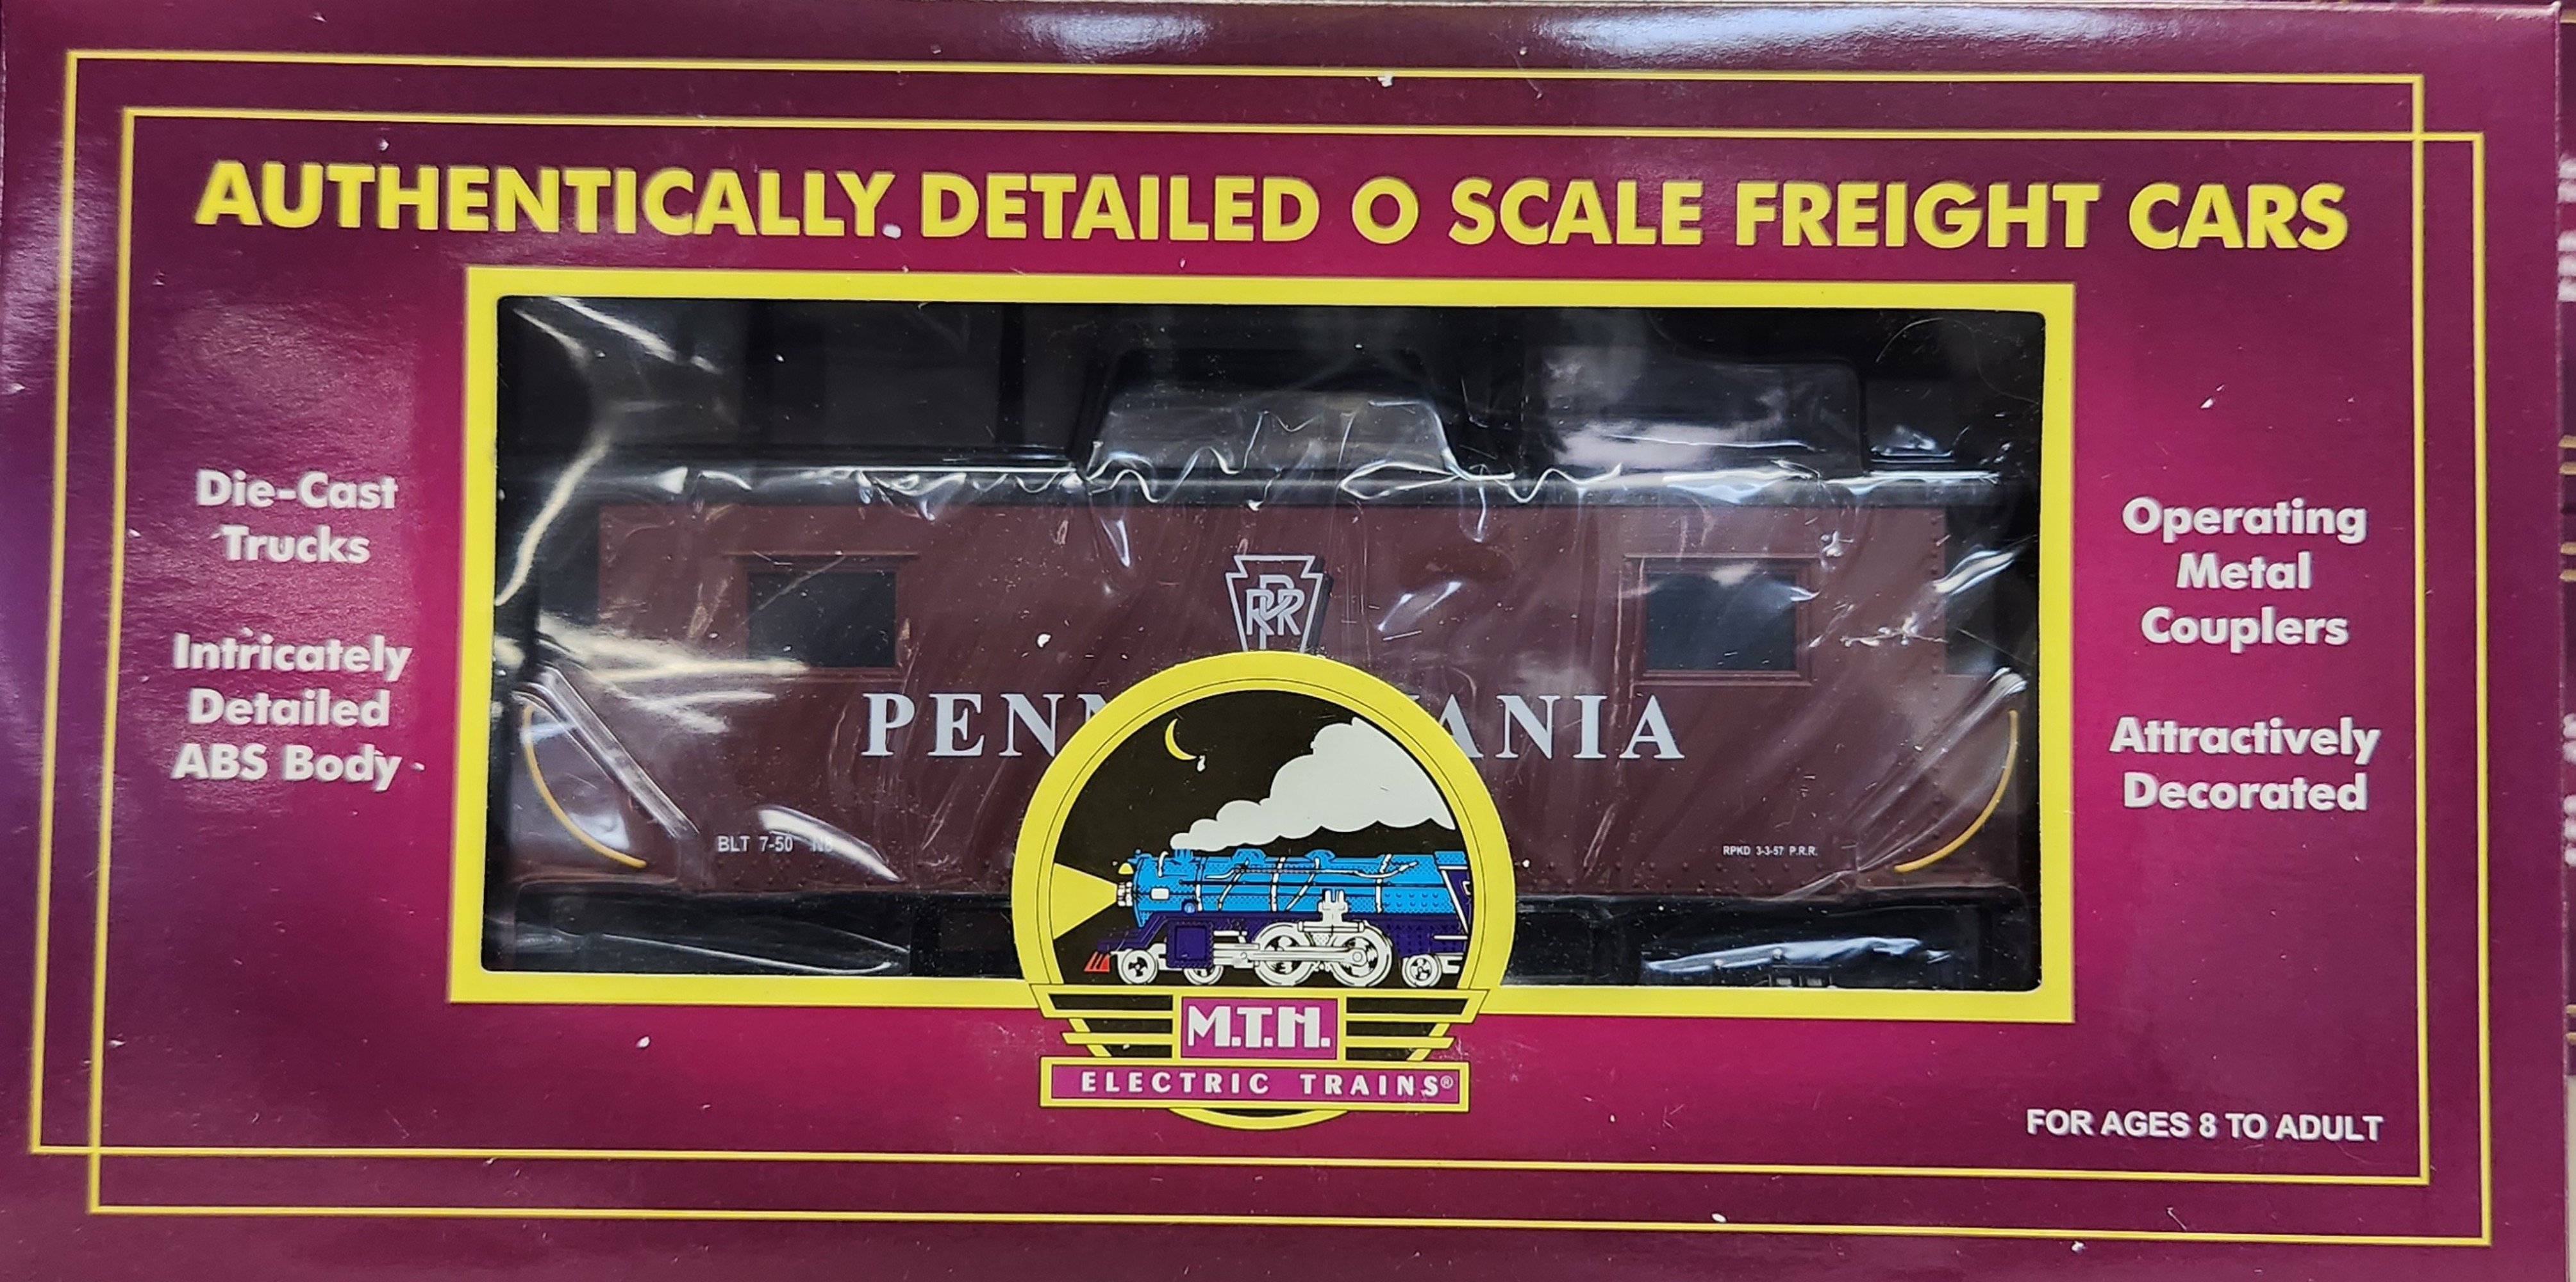 AUTHENTICALLY DETAILED O SCALE FREIGHT CARS
Die-Cast
Trucks
Intricately
Detailed
ABS Body
PRR
PENN ANIA
BLT 7-50
RPKD 3-3-57 P.R.R.
Operating
Metal
Couplers
Attractively
Decorated
M.T.H.
ELECTRIC TRAINS®
FOR AGES 8 TO ADULT